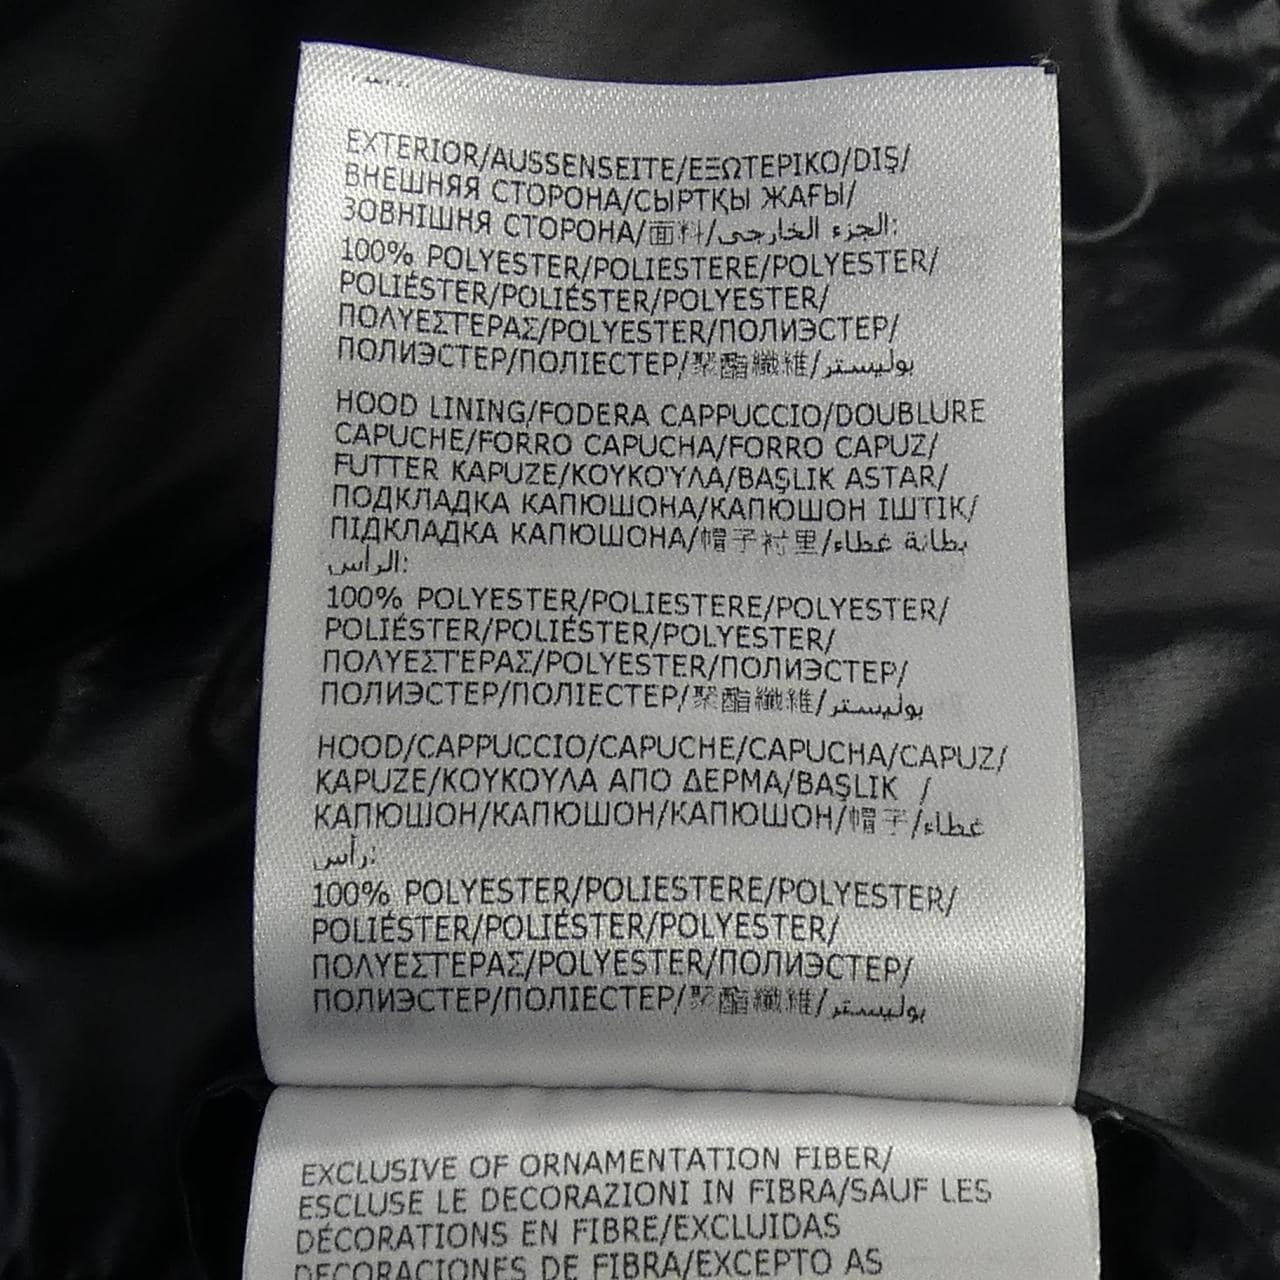 EXTERIOR/AUSSENSEITE/ΕΞΩΤΕΡΙΚΟ/DIŞ/
ВНЕШНЯЯ СТОРОНА/СЫРТҚЫ ЖАҒЫ/
ЗОВНІШНЯ СТОРОНА/面料/الجزء الخارجي:
100% POLYESTER/POLIESTERE/POLYESTER/
POLIÉSTER/POLIÉSTER/POLYESTER/
ΠΟΛΥΕΣΤΕΡΑΣ/POLYESTER/ПОЛИЭСТЕР/
ПОЛИЭСТЕР/ПОЛІЕСТЕР/聚酯纖維/بوليستر
HOOD LINING/FODERA CAPPUCCIO/DOUBLURE
CAPUCHE/FORRO CAPUCHA/FORRO CAPUZ/
FUTTER KAPUZE/ΚΟΥΚΟΎΛΑ/BAŞLIK ASTAR/
ПОДКЛАДКА КАПЮШОНА/КАПЮШОН ІШТІК/
ПІДКЛАДКА КАПЮШОНА/帽子衬里/بطانة غطاء
الرأس:
100% POLYESTER/POLIESTERE/POLYESTER/
POLIÉSTER/POLIÉSTER/POLYESTER/
ΠΟΛΥΕΣΤΕΡΑΣ/POLYESTER/ПОЛИЭСТЕР/
ПОЛИЭСТЕР/ПОЛІЕСТЕР/聚酯纖維/بوليستر
HOOD/CAPPUCCIO/CAPUCHE/CAPUCHA/CAPUZ/
KAPUZE/ΚΟΥΚΟΥΛΑ ΑΠΟ ΔΕΡΜΑ/BAŞLIK /
КАПЮШОН/КАПЮШОН/КАПЮШОН/帽子/غطاء
رأس:
100% POLYESTER/POLIESTERE/POLYESTER/
POLIÉSTER/POLIÉSTER/POLYESTER/
ΠΟΛΥΕΣΤΕΡΑΣ/POLYESTER/ПОЛИЭСТЕР/
ПОЛИЭСТЕР/ПОЛІЕСТЕР/聚酯纖維/بوليستر
EXCLUSIVE OF ORNAMENTATION FIBER/
ESCLUSE LE DECORAZIONI IN FIBRA/SAUF LES
DÉCORATIONS EN FIBRE/EXCLUIDAS
DECORACIONES DE FIBRA/EXCEPTO AS